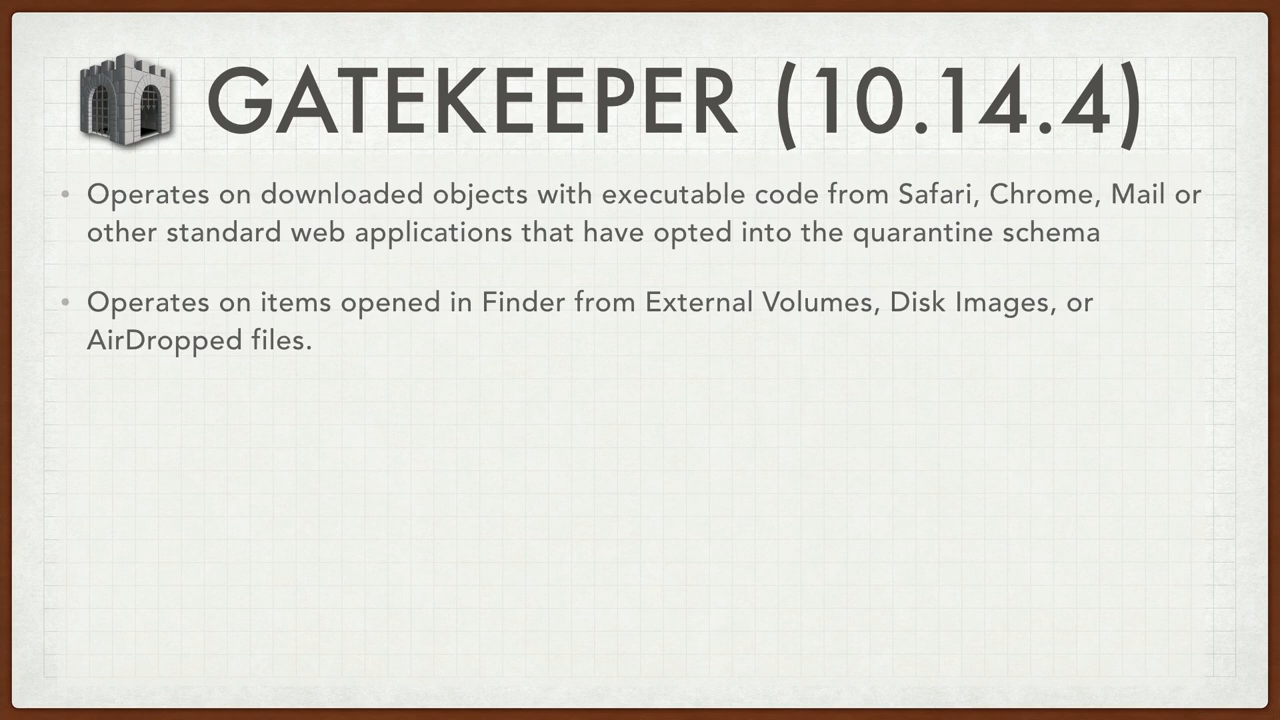 GATEKEEPER (10.14.4)
• Operates on downloaded objects with executable code from Safari, Chrome, Mail or
other standard web applications that have opted into the quarantine schema
• Operates on items opened in Finder from External Volumes, Disk Images, or
AirDropped files.